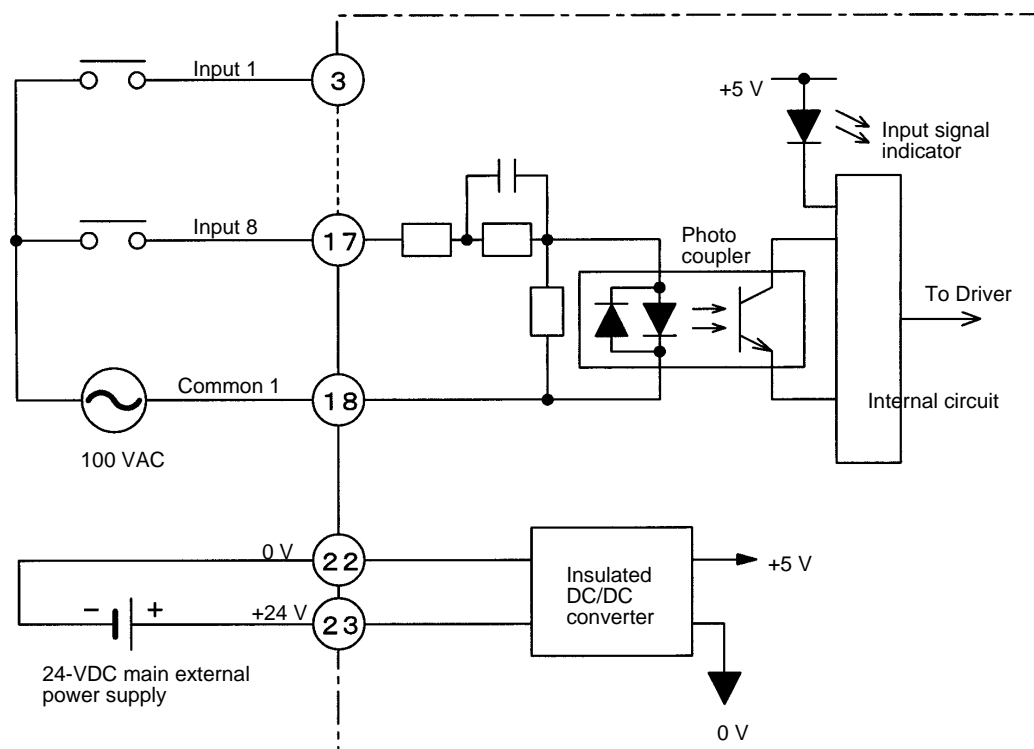 Input 1
3
+5 V
Input signal
indicator
Input 8
17
Photo
coupler
To Driver
Common 1
18
Internal circuit
100 VAC
0 V
22
Insulated
DC/DC
converter
+5 V
− +
+24 V
23
24-VDC main external
power supply
0 V